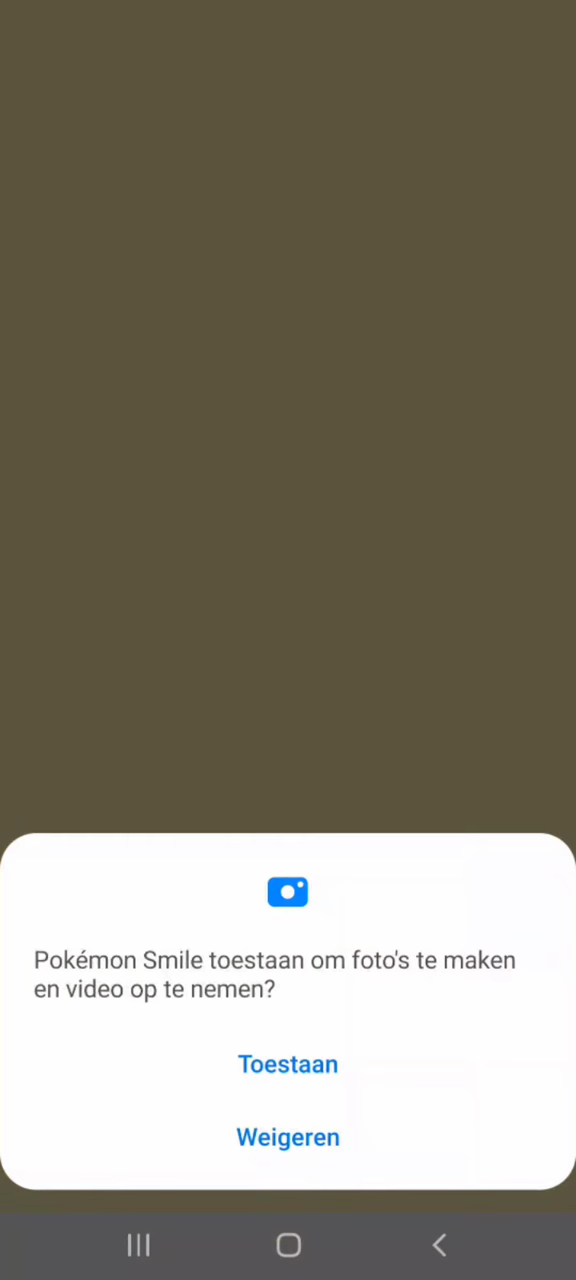 Pokémon Smile toestaan om foto's te maken
en video op te nemen?
Toestaan
Weigeren